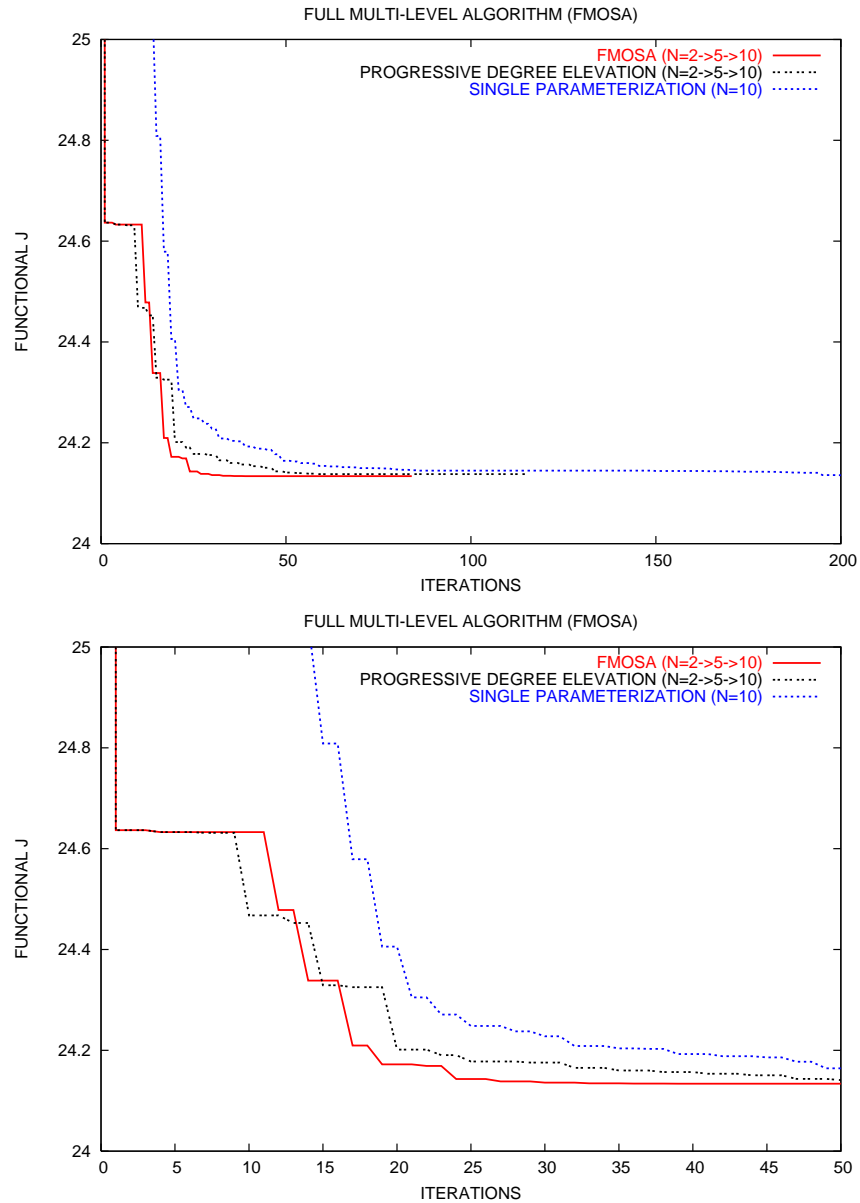 FULL MULTI-LEVEL ALGORITHM (FMOSA)
25
24.8
24.6
24.4
24.2
24
FUNCTIONAL J
FMOSA (N=2->5->10)
PROGRESSIVE DEGREE ELEVATION (N=2->5->10)
SINGLE PARAMETERIZATION (N=10)
0 50 100 150 200
ITERATIONS
FULL MULTI-LEVEL ALGORITHM (FMOSA)
25
24.8
24.6
24.4
24.2
24
FUNCTIONAL J
FMOSA (N=2->5->10)
PROGRESSIVE DEGREE ELEVATION (N=2->5->10)
SINGLE PARAMETERIZATION (N=10)
0 5 10 15 20 25 30 35 40 45 50
ITERATIONS